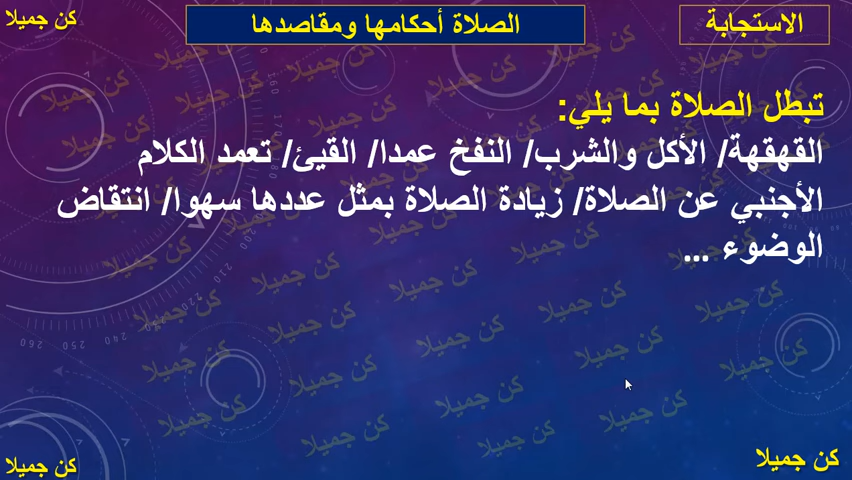 كن جميلا
الصلاة أحكامها ومقاصدها
الاستجابة
تبطل الصلاة بما يلي:
القهقهة/ الأكل والشرب/ النفخ عمدا/ القيئ/ تعمد الكلام
الأجنبي عن الصلاة/ زيادة الصلاة بمثل عددها سهوا/ انتقاض
الوضوء ...
كن جميلا
كن جميلا